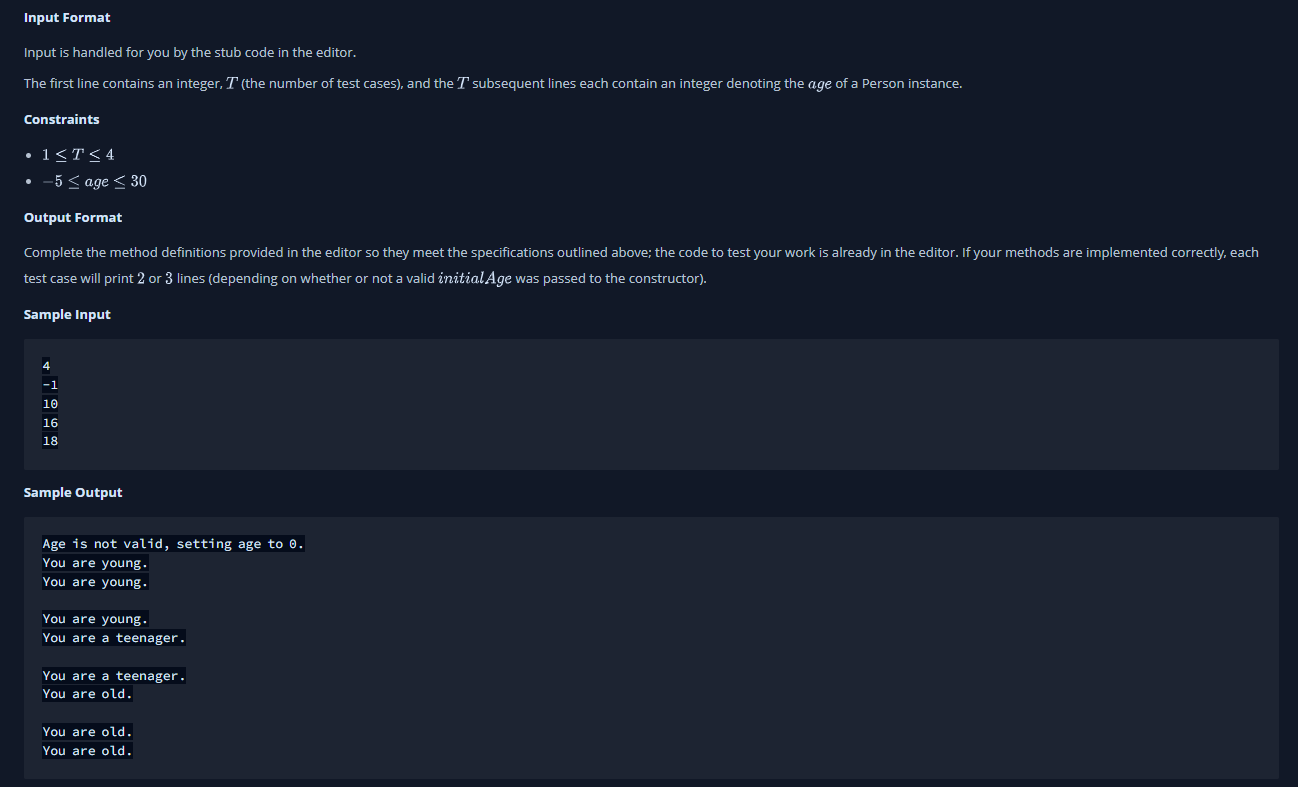 Input Format
Input is handled for you by the stub code in the editor.
The first line contains an integer, T (the number of test cases), and the T subsequent lines each contain an integer denoting the age of a Person instance.
Constraints
• 1 ≤ T ≤ 4
• −5 ≤ age ≤ 30
Output Format
Complete the method definitions provided in the editor so they meet the specifications outlined above; the code to test your work is already in the editor. If your methods are implemented correctly, each
test case will print 2 or 3 lines (depending on whether or not a valid initialAge was passed to the constructor).
Sample Input
4
-1
10
16
18
Sample Output
Age is not valid, setting age to 0.
You are young.
You are young.
You are young.
You are a teenager.
You are a teenager.
You are old.
You are old.
You are old.